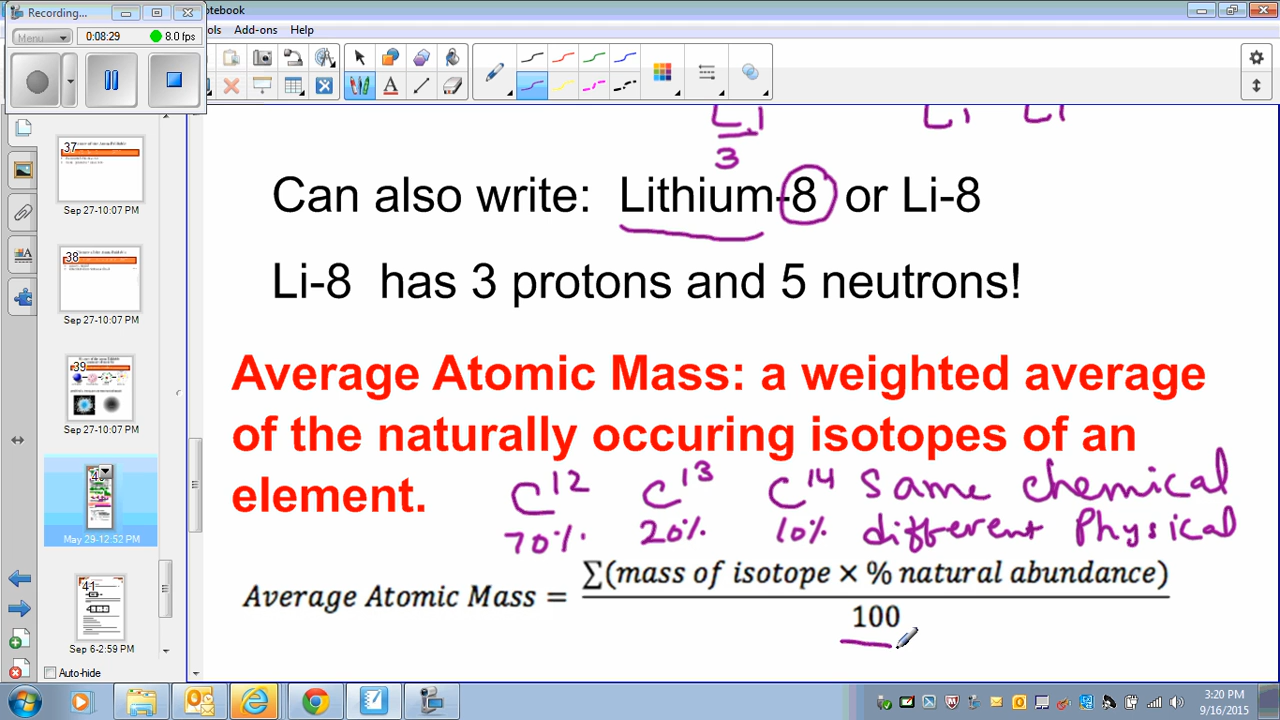 Recording...
Notebook
Menu
0:08:29
8.0 fps
ols Add-ons Help
37
Sep 27-10:07 PM
38
Sep 27-10:07 PM
39
Sep 27-10:07 PM
May 29-12:52 PM
41
Sep 6-2:59 PM
Auto-hide
Li Li Li
3
Can also write: Lithium-8 or Li-8
Li-8 has 3 protons and 5 neutrons!
Average Atomic Mass: a weighted average
of the naturally occuring isotopes of an
element.
C12 C13 C14 same chemical
70% 20% 10% different Physical
Average Atomic Mass = ∑(mass of isotope × % natural abundance)
100
3:20 PM
9/16/2015